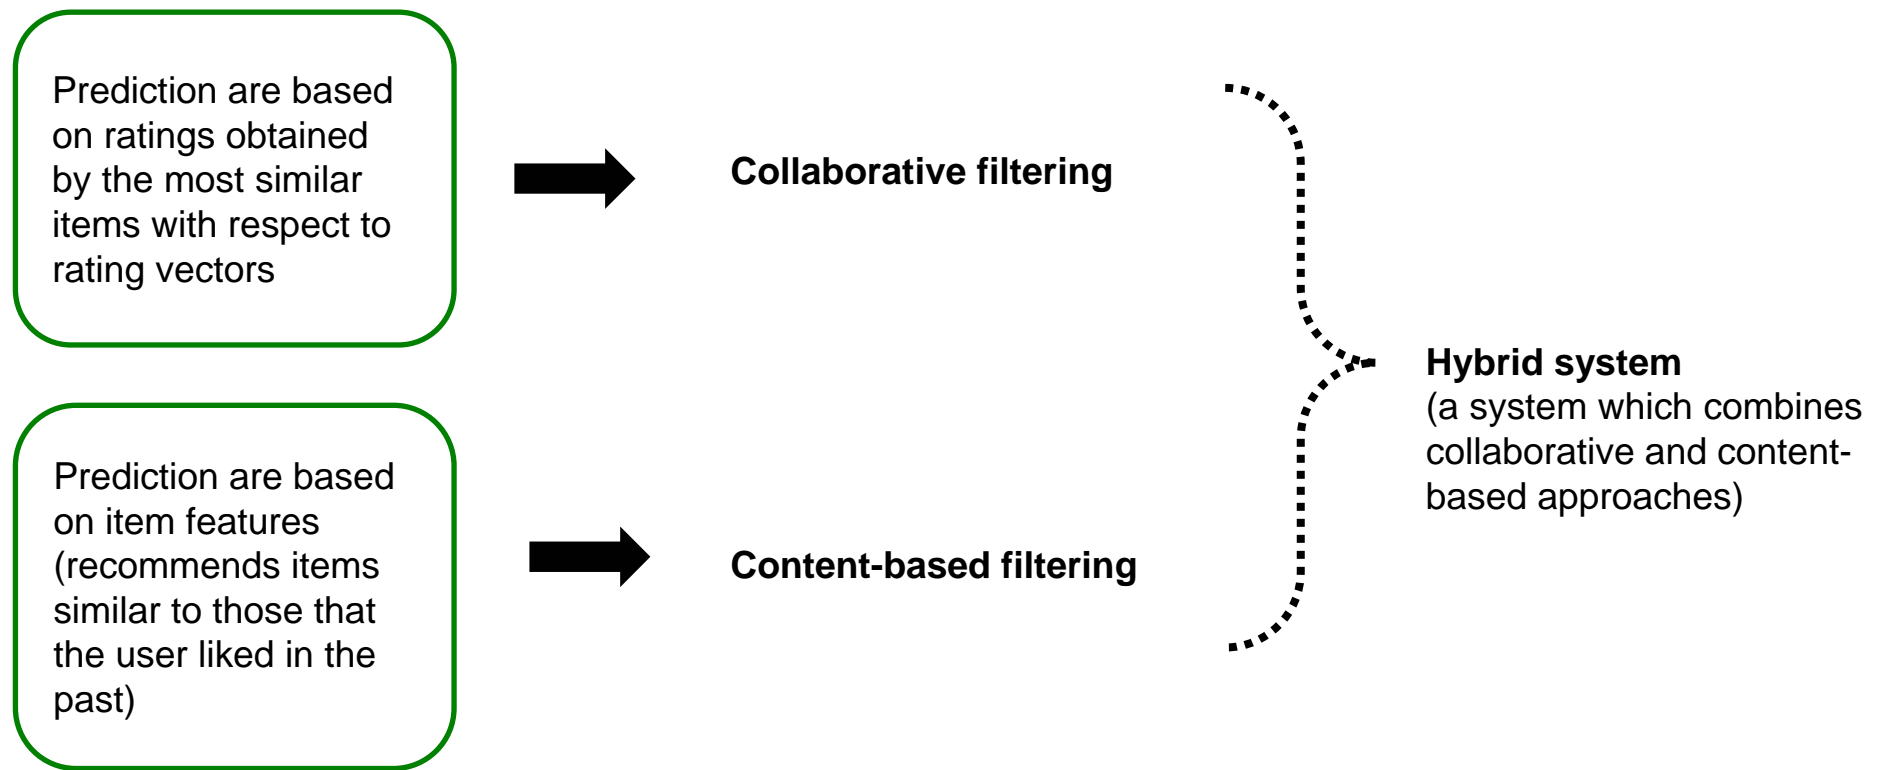 Prediction are based
on ratings obtained
by the most similar
items with respect to
rating vectors
Collaborative filtering
Prediction are based
on item features
(recommends items
similar to those that
the user liked in the
past)
Content-based filtering
Hybrid system
(a system which combines
collaborative and content-
based approaches)